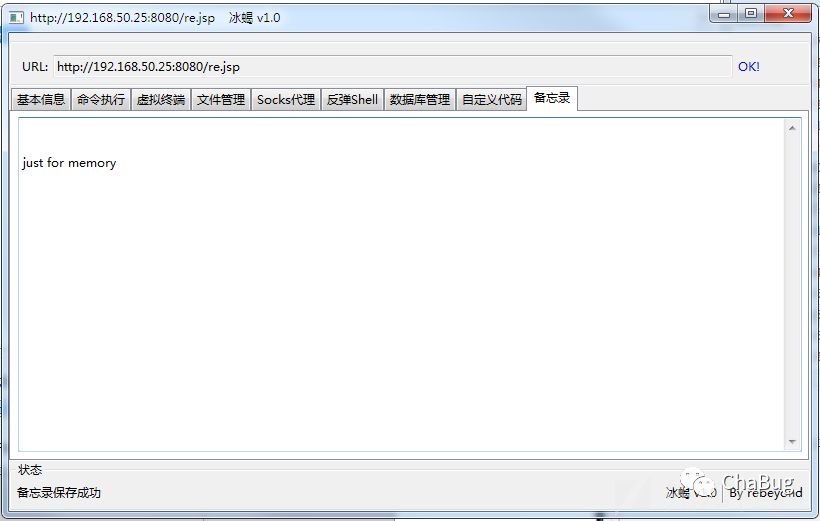 http://192.168.50.25:8080/re.jsp 冰蝎 v1.0
URL: http://192.168.50.25:8080/re.jsp OK!
基本信息 命令执行 虚拟终端 文件管理 Socks代理 反弹Shell 数据库管理 自定义代码 备忘录
just for memory
状态
备忘录保存成功 冰蝎 v1.0 By rebeyond
ChaBug